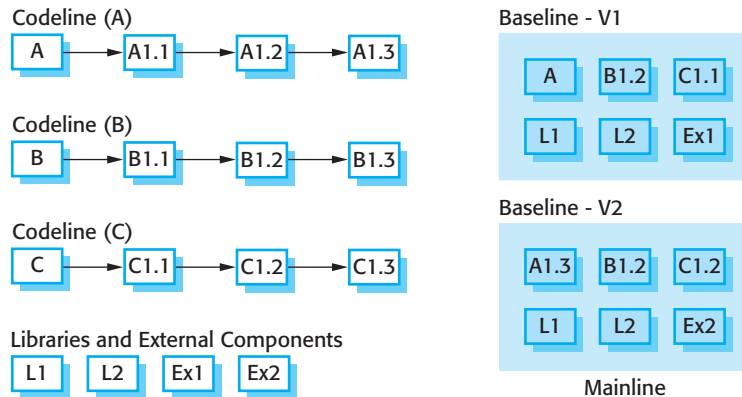 Codeline (A)
A A1.1 A1.2 A1.3
Codeline (B)
B B1.1 B1.2 B1.3
Codeline (C)
C C1.1 C1.2 C1.3
Libraries and External Components
L1 L2 Ex1 Ex2
Baseline - V1
A B1.2 C1.1
L1 L2 Ex1
Baseline - V2
A1.3 B1.2 C1.2
L1 L2 Ex2
Mainline